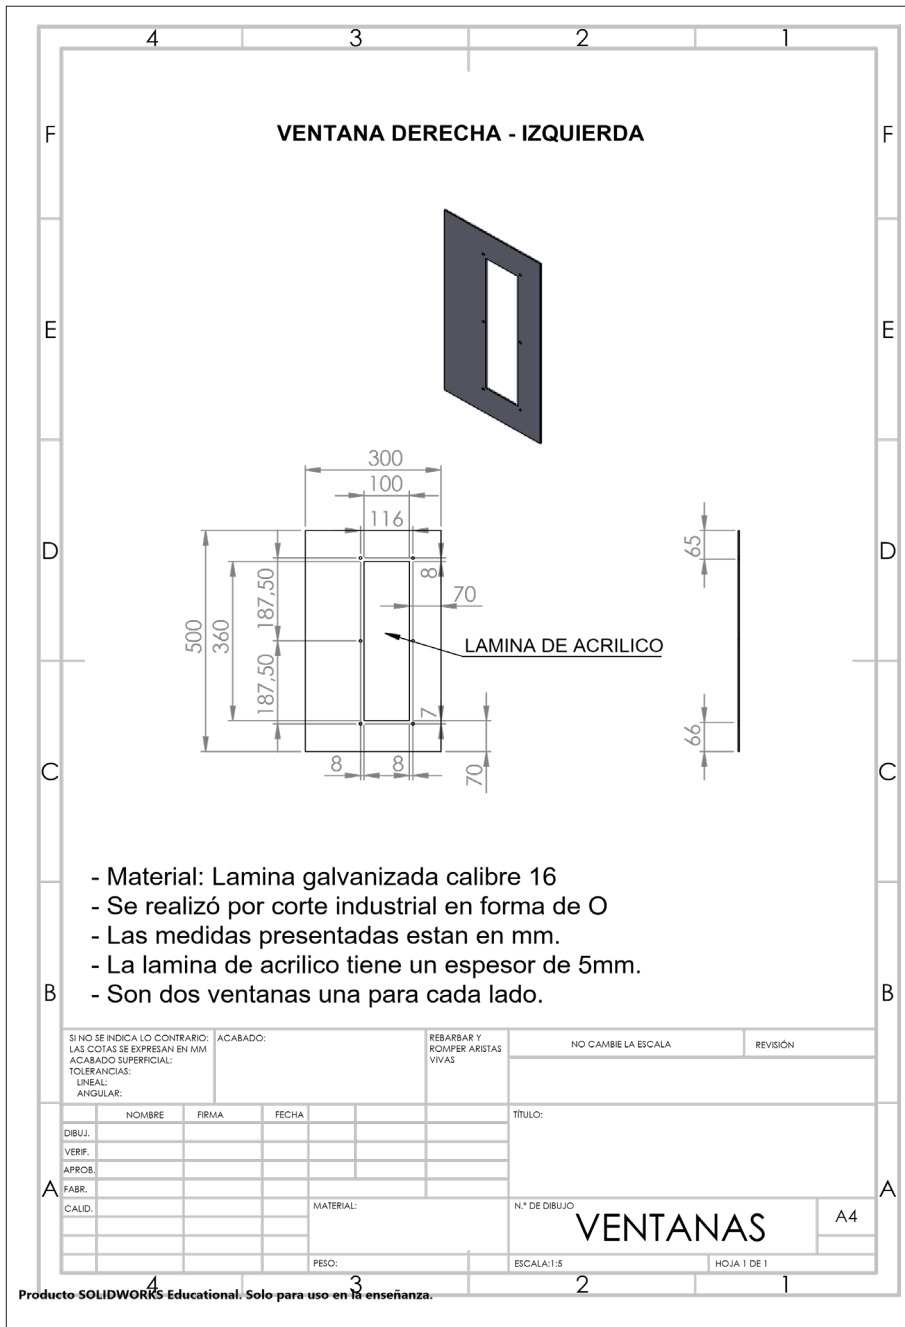 4 3 2 1
F F
VENTANA DERECHA - IZQUIERDA
E E
300
100
116
D D
65
8
70
187,50
500
360
LAMINA DE ACRILICO
187,50
7
66
C C
8 8
70
- Material: Lamina galvanizada calibre 16
- Se realizó por corte industrial en forma de O
- Las medidas presentadas estan en mm.
- La lamina de acrilico tiene un espesor de 5mm.
B B
- Son dos ventanas una para cada lado.
SI NO SE INDICA LO CONTRARIO:
LAS COTAS SE EXPRESAN EN MM
ACABADO SUPERFICIAL:
TOLERANCIAS:
LINEAL:
ANGULAR:
ACABADO:
REBARBAR Y
ROMPER ARISTAS
VIVAS
NO CAMBIE LA ESCALA
REVISIÓN
NOMBRE FIRMA FECHA
TÍTULO:
DIBUJ.
VERIF.
APROB.
FABR.
A A
CALID.
MATERIAL:
N.º DE DIBUJO
VENTANAS
A4
PESO:
ESCALA:1:5
HOJA 1 DE 1
4 3 2 1
Producto SOLIDWORKS Educational. Solo para uso en la enseñanza.